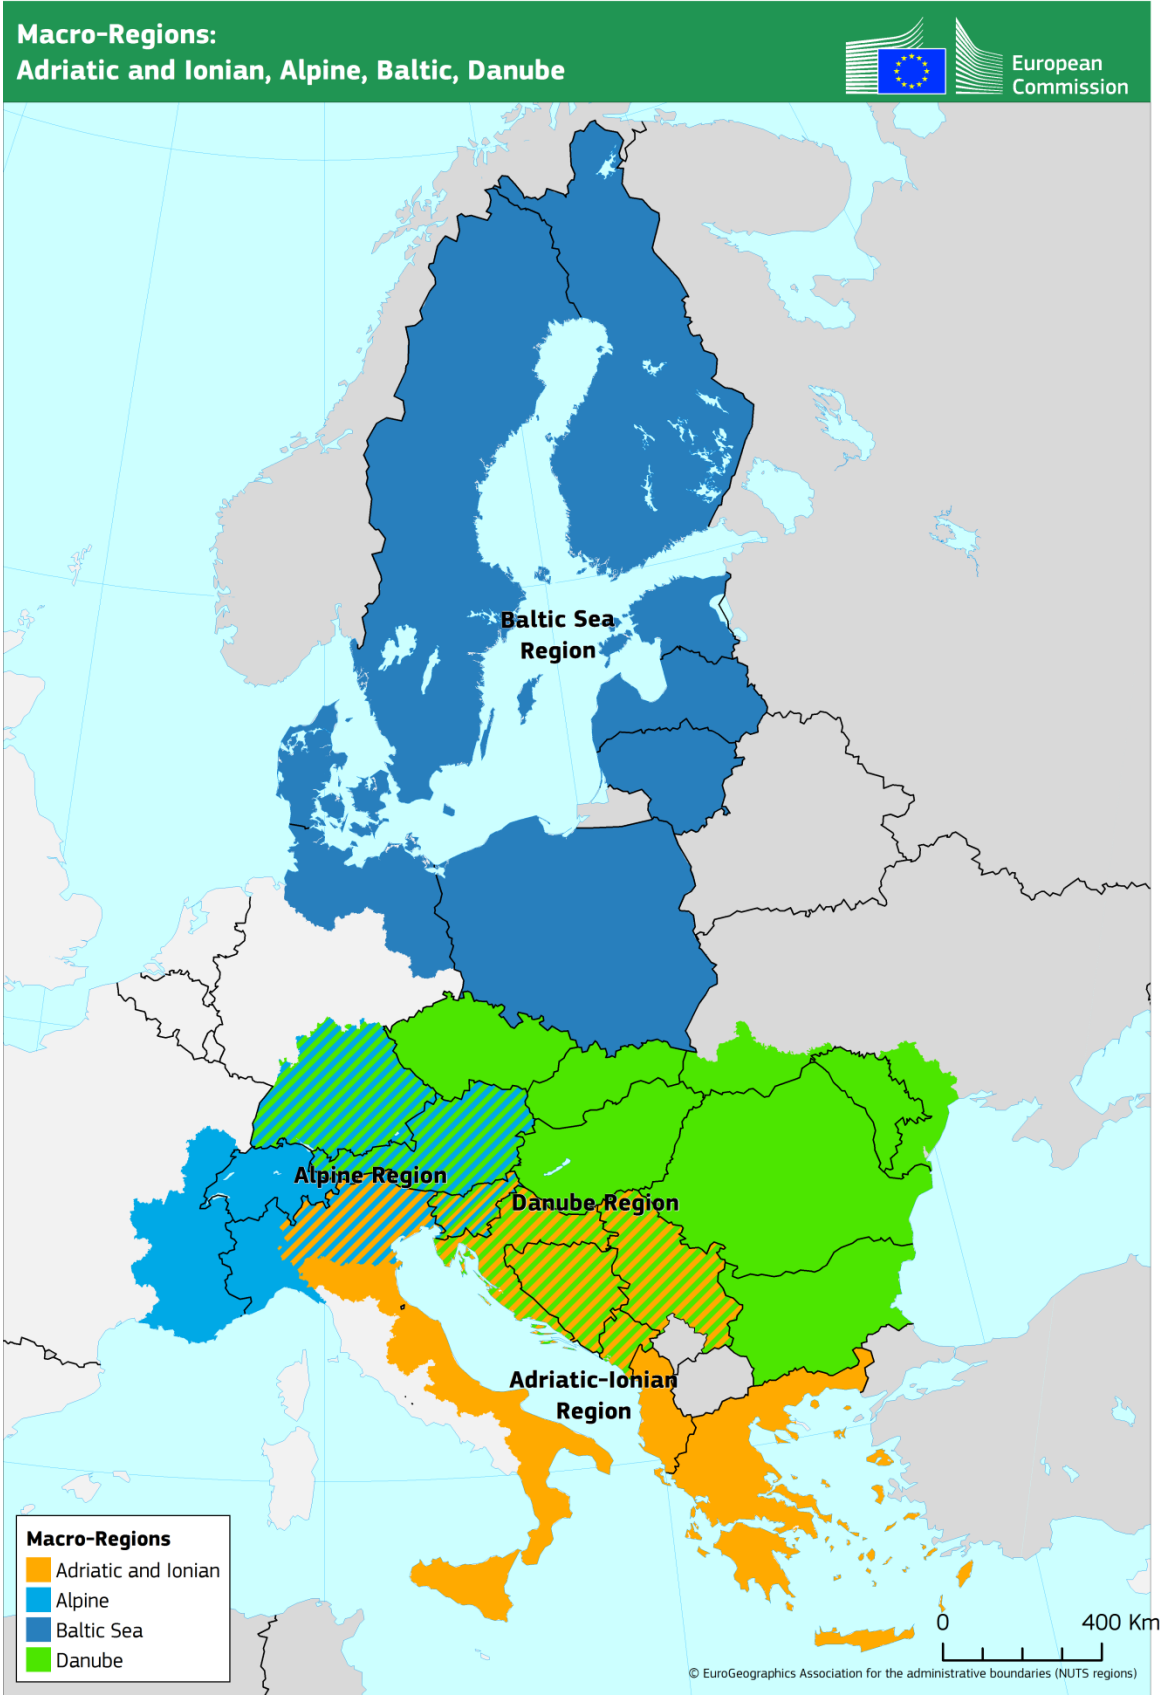 Macro-Regions:
Adriatic and Ionian, Alpine, Baltic, Danube
European
Commission
Baltic Sea
Region
Alpine Region
Danube Region
Adriatic-Ionian
Region
Macro-Regions
Adriatic and Ionian
Alpine
Baltic Sea
Danube
0 400 Km
© EuroGeographics Association for the administrative boundaries (NUTS regions)